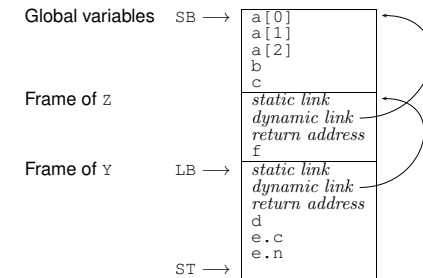 Global variables SB ⟶ a[0]
a[1]
a[2]
b
c
Frame of Z static link
dynamic link
return address
f
Frame of Y LB ⟶ static link
dynamic link
return address
d
e.c
e.n
ST ⟶